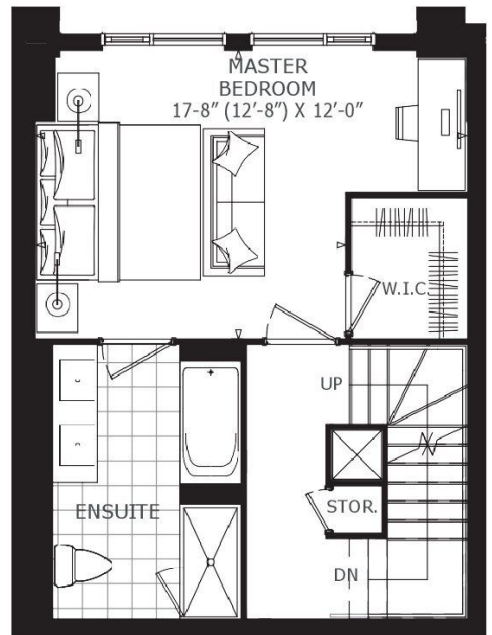 MASTER
BEDROOM
17-8" (12'-8") X 12'-0"
W.I.C.
UP
ENSUITE
STOR.
DN